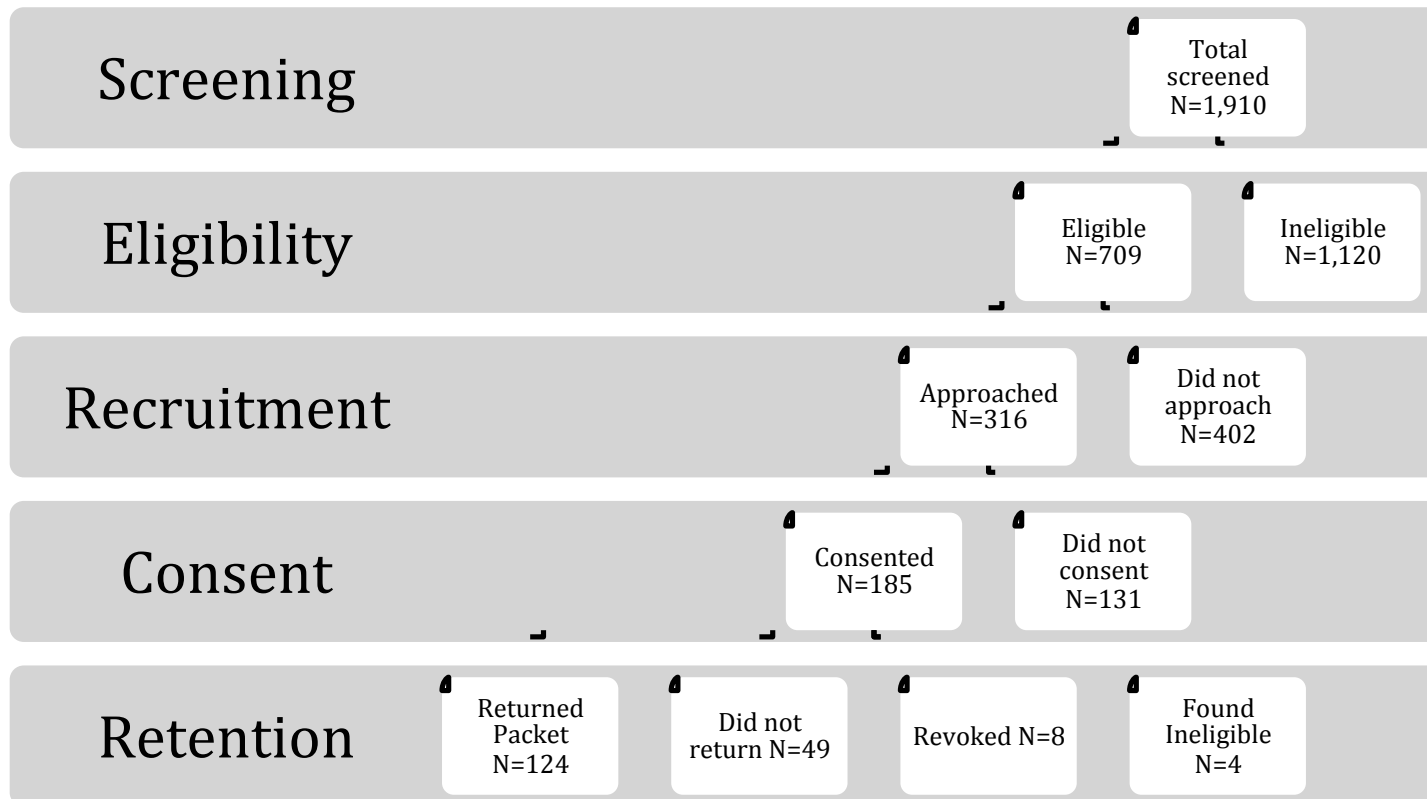 Screening
Total
screened
N=1,910
Eligibility
Eligible
N=709
Ineligible
N=1,120
Recruitment
Approached
N=316
Did not
approach
N=402
Consent
Consented
N=185
Did not
consent
N=131
Retention
Returned
Packet
N=124
Did not
return N=49
Revoked N=8
Found
Ineligible
N=4